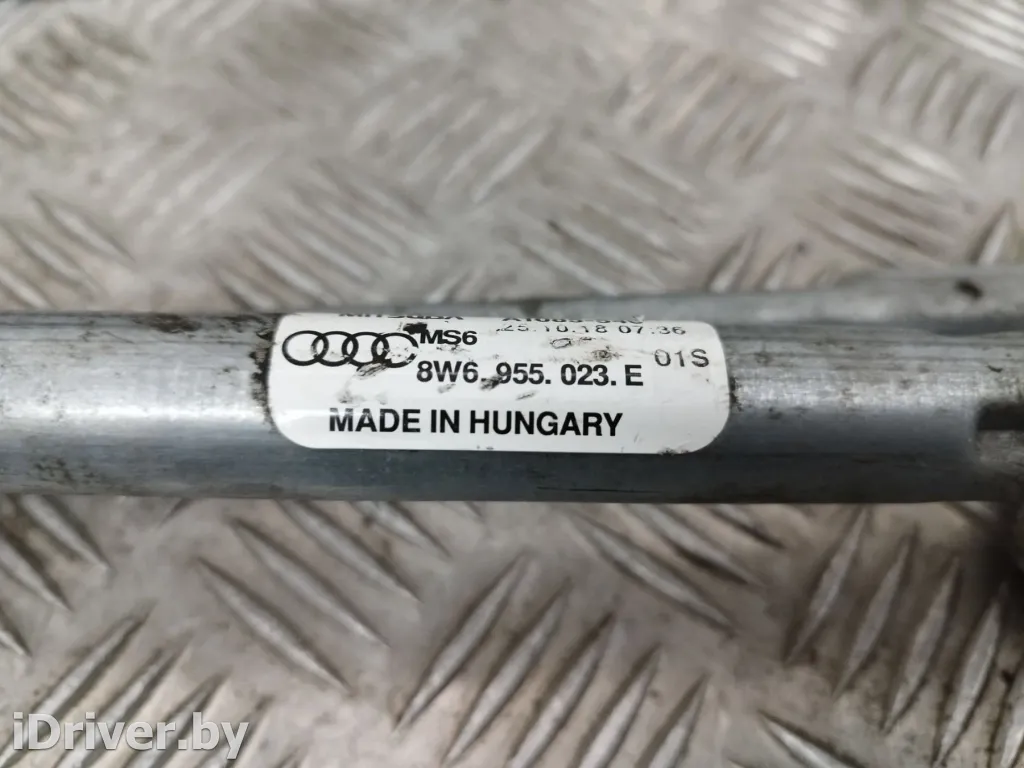 25.10.18 07:36
MS6
01S
8W6. 955. 023. E
MADE IN HUNGARY
iDriver.by